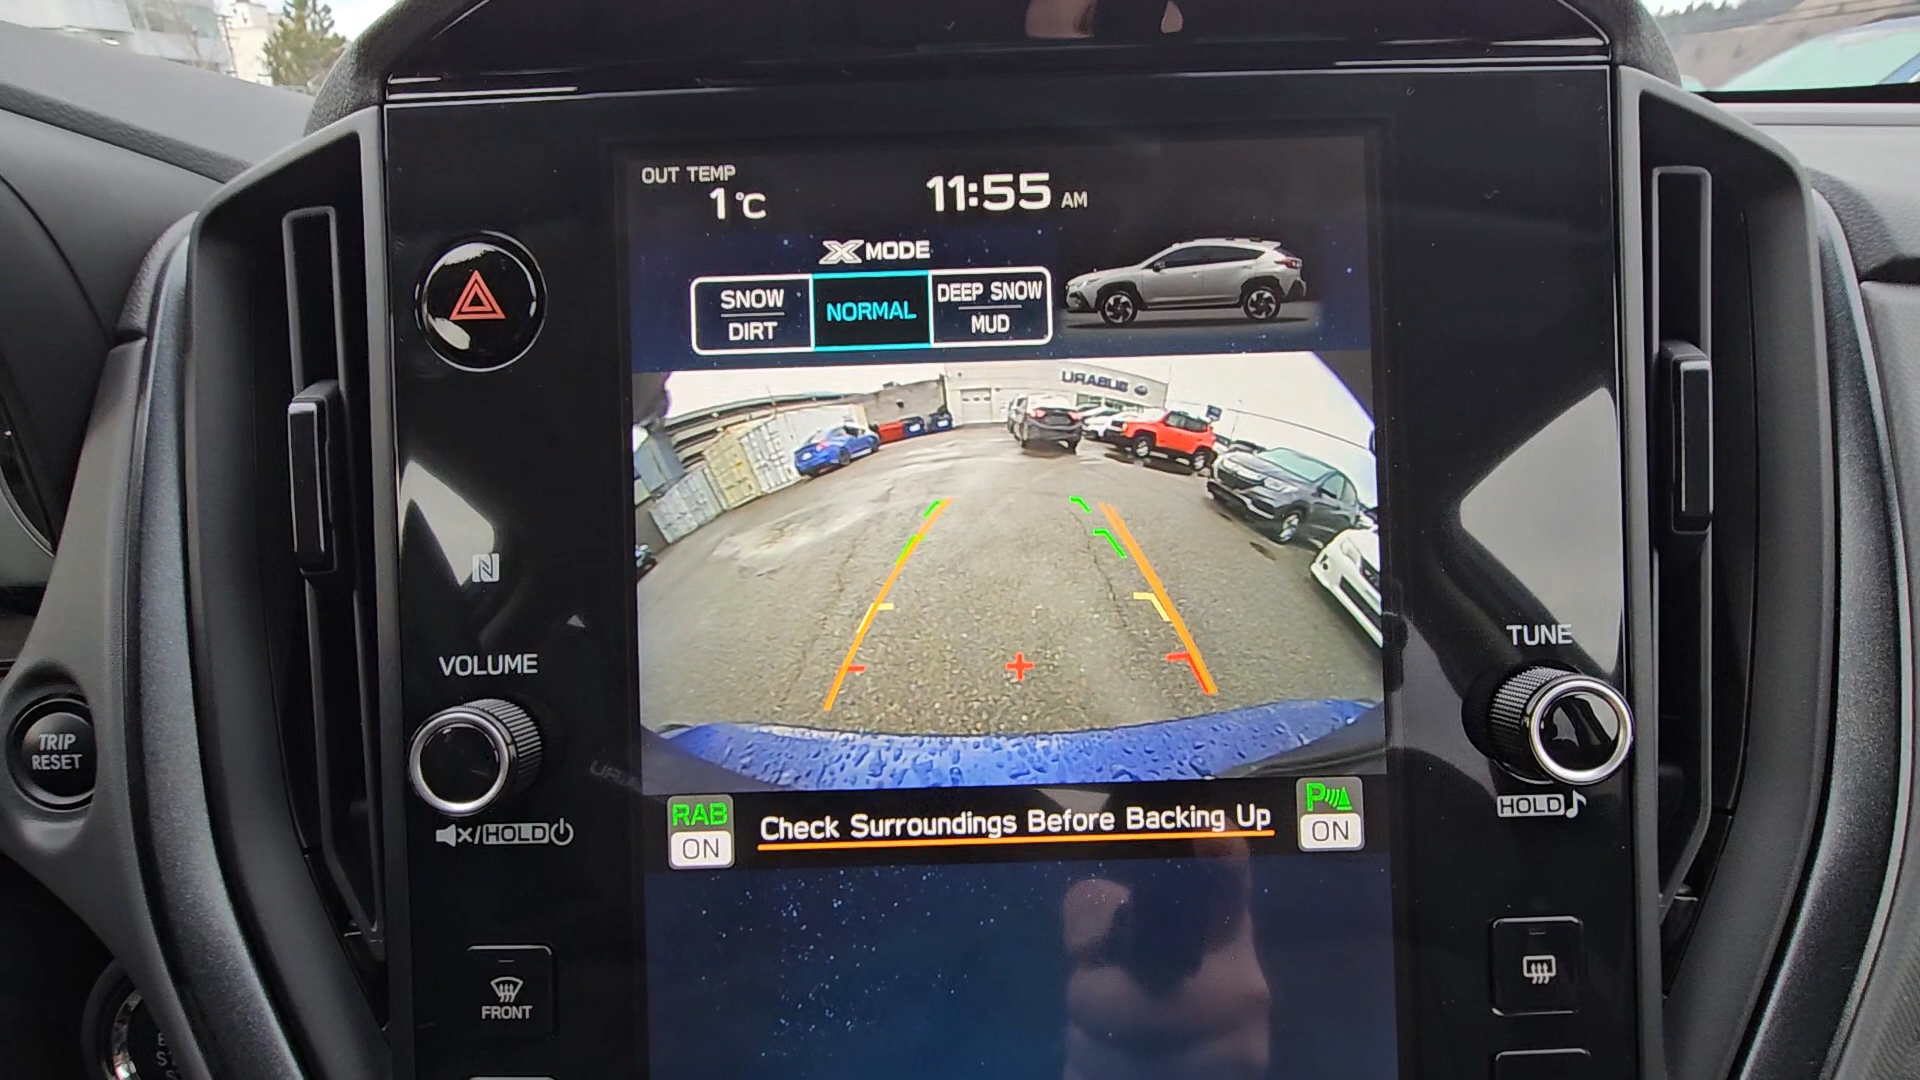 OUT TEMP
1°C
11:55 AM
X MODE
SNOW
DIRT
NORMAL
DEEP SNOW
MUD
VOLUME
TUNE
TRIP
RESET
HOLD
HOLD
RAB
ON
Check Surroundings Before Backing Up
P
ON
FRONT